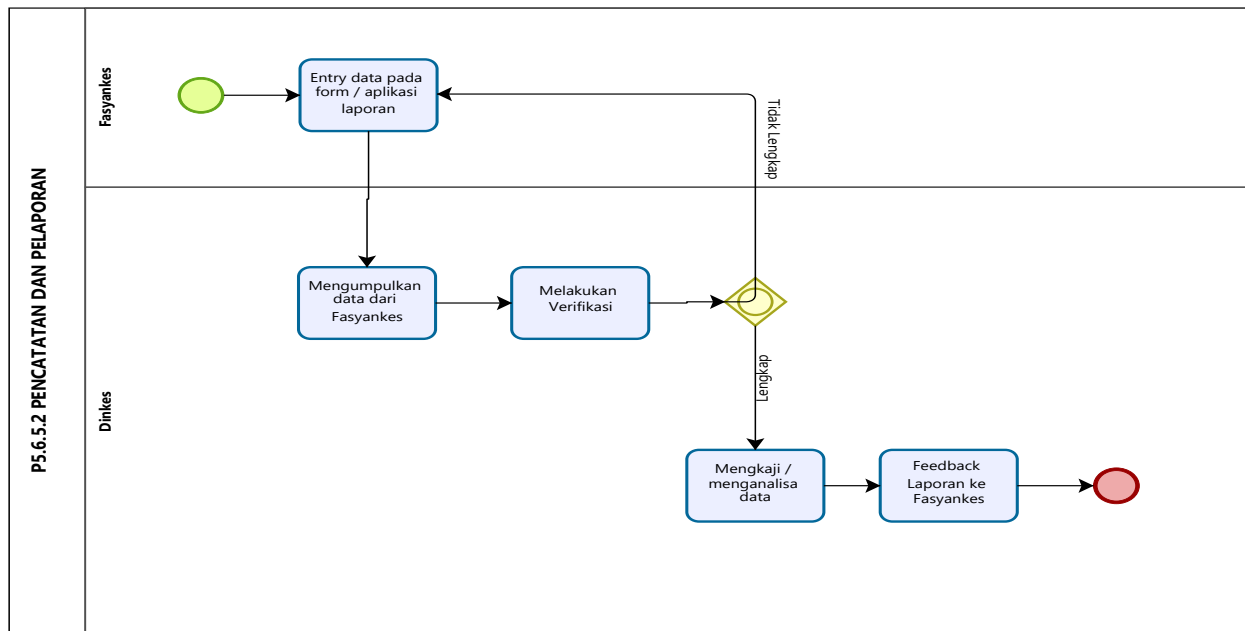 P5.6.5.2 PENCATATAN DAN PELAPORAN
Fasyankes
Entry data pada
form / aplikasi
laporan
Tidak Lengkap
Dinkes
Mengumpulkan
data dari
Fasyankes
Melakukan
Verifikasi
Lengkap
Mengkaji /
menganalisa
data
Feedback
Laporan ke
Fasyankes